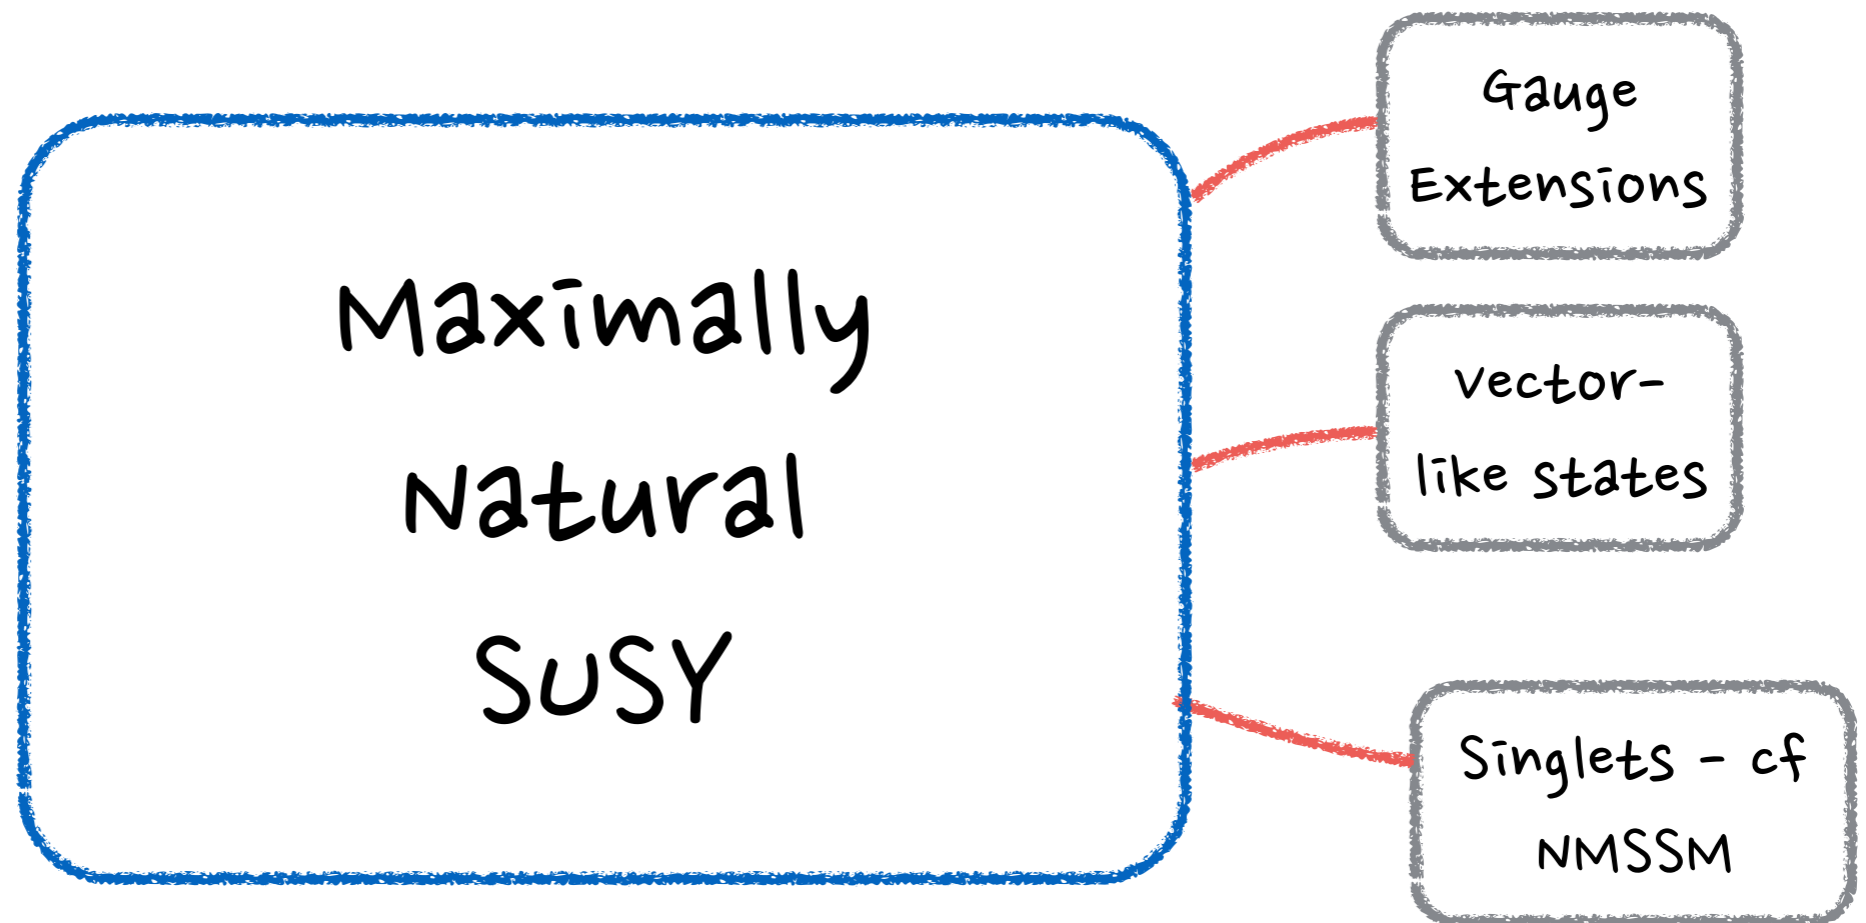 Maximally
Natural
SUSY
Gauge
Extensions
vector-
like states
Singlets - cf
NMSSM